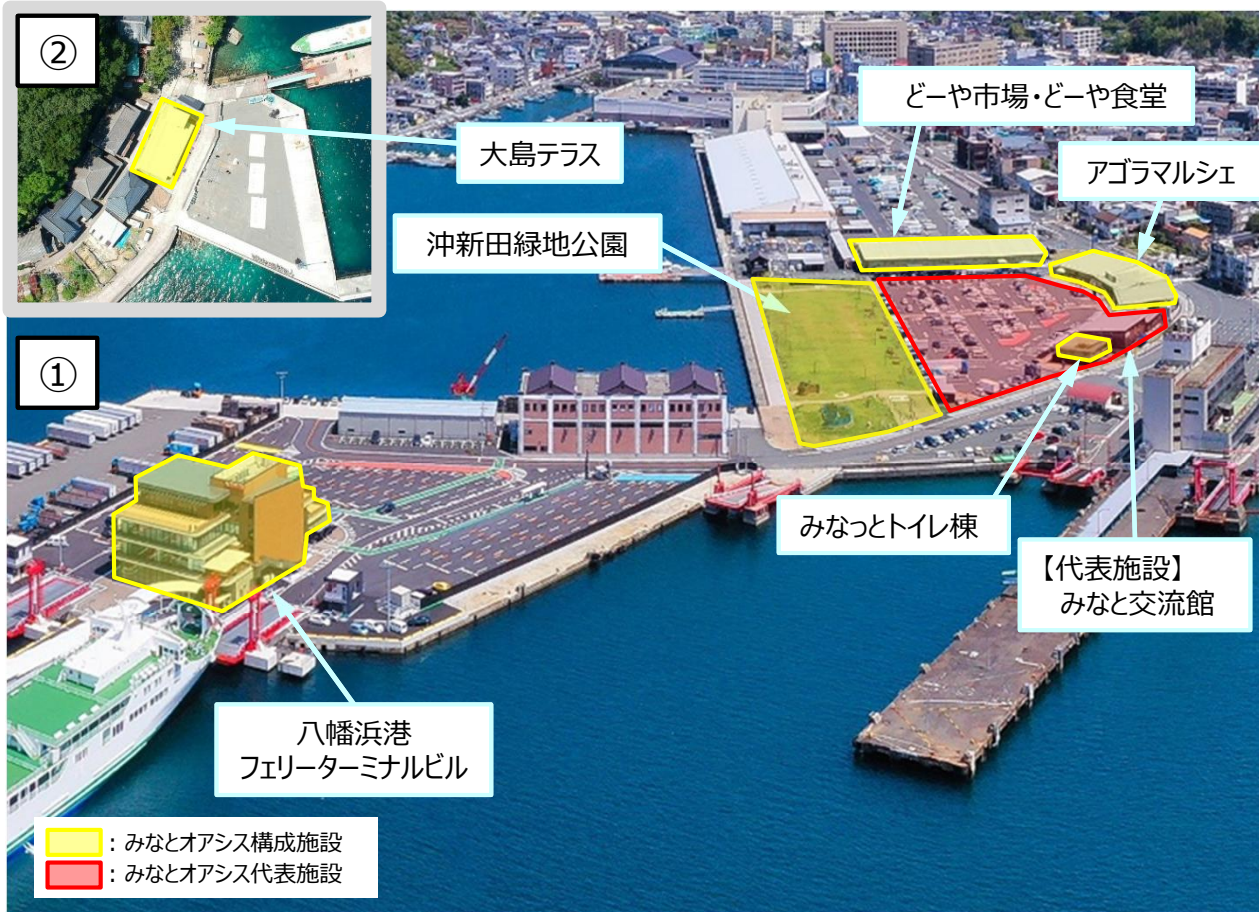 ②
大島テラス
どーや市場・どーや食堂
アゴラマルシェ
沖新田緑地公園
①
みなっとトイレ棟
【代表施設】
みなと交流館
八幡浜港
フェリーターミナルビル
：みなとオアシス構成施設
：みなとオアシス代表施設